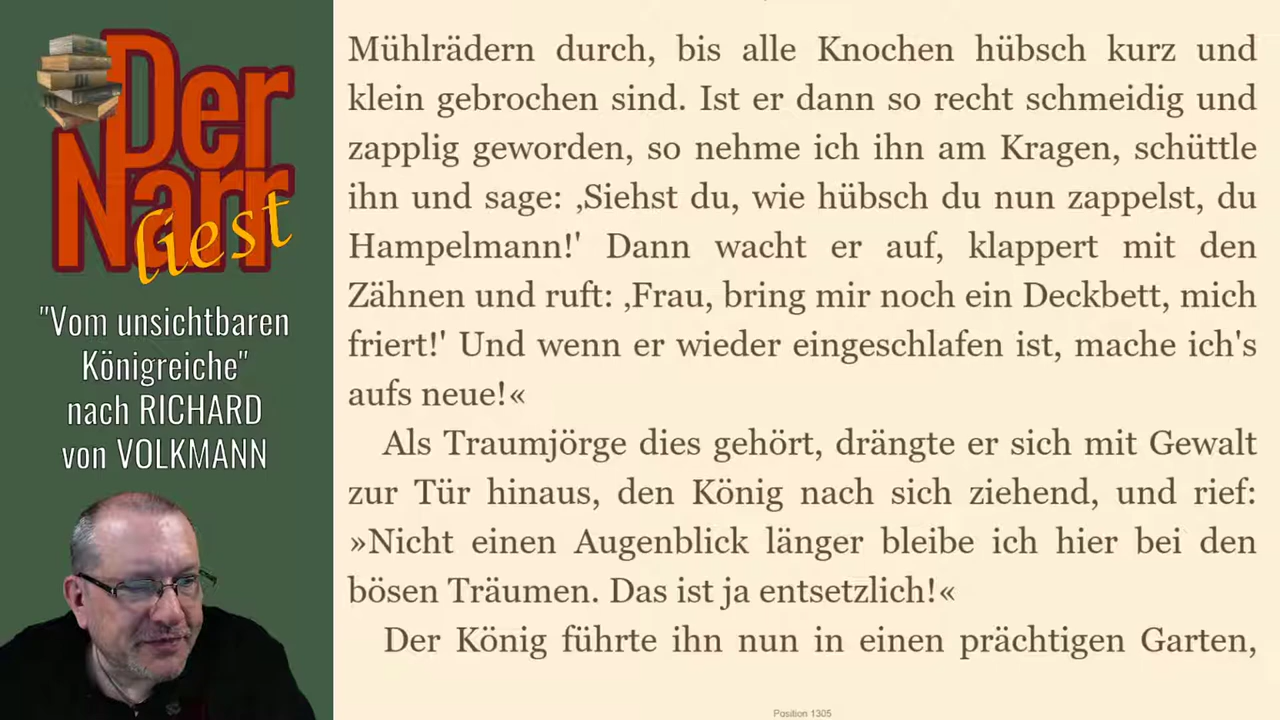 Der
Narr
liest
"Vom unsichtbaren
Königreiche"
nach RICHARD
von VOLKMANN
Mühlrädern durch, bis alle Knochen hübsch kurz und
klein gebrochen sind. Ist er dann so recht schmeidig und
zapplig geworden, so nehme ich ihn am Kragen, schüttle
ihn und sage: ‚Siehst du, wie hübsch du nun zappelst, du
Hampelmann!' Dann wacht er auf, klappert mit den
Zähnen und ruft: ‚Frau, bring mir noch ein Deckbett, mich
friert!' Und wenn er wieder eingeschlafen ist, mache ich's
aufs neue!«
Als Traumjörge dies gehört, drängte er sich mit Gewalt
zur Tür hinaus, den König nach sich ziehend, und rief:
»Nicht einen Augenblick länger bleibe ich hier bei den
bösen Träumen. Das ist ja entsetzlich!«
Der König führte ihn nun in einen prächtigen Garten,
Position 1305